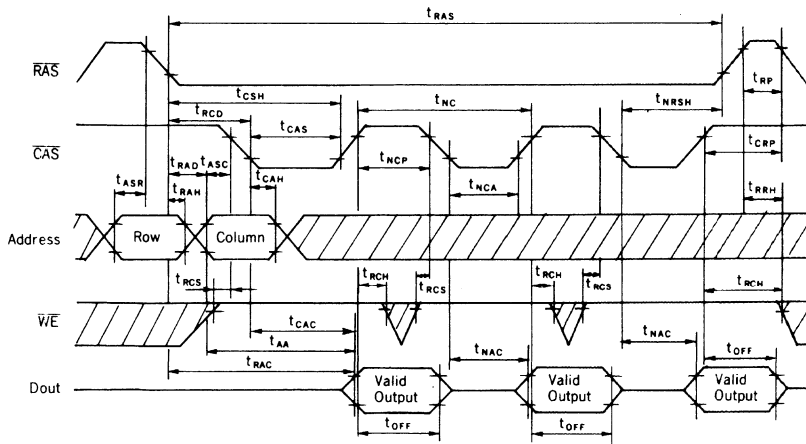 tRAS
RAS
tCSH
tRCD
tCAS
tNC
tNRSH
tRP
CAS
tRAD
tASC
tNCP
tCRP
tASR
tRAH
tCAH
tNCA
tRRH
Address
Row
Column
tRCS
tRCH
tRCS
tRCH
tRCS
tRCH
WE
tCAC
tAA
tRAC
tNAC
tNAC
tOFF
Dout
Valid Output
Valid Output
Valid Output
tOFF
tOFF